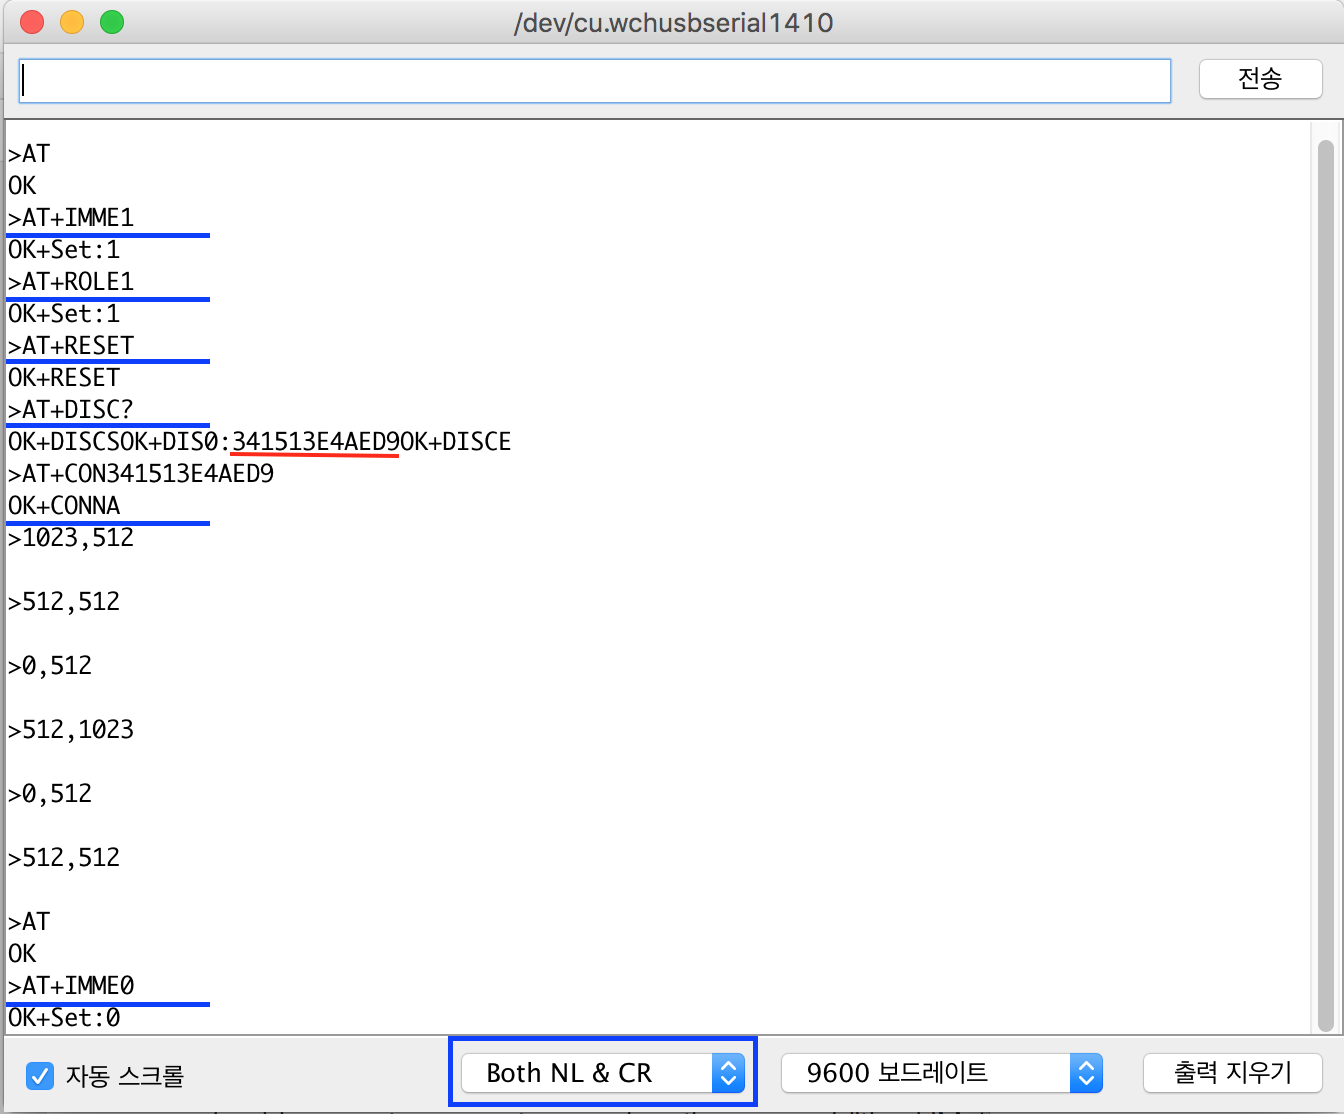 /dev/cu.wchusbserial1410
전송
>AT
OK
>AT+IMME1
OK+Set:1
>AT+ROLE1
OK+Set:1
>AT+RESET
OK+RESET
>AT+DISC?
OK+DISCSOK+DIS0:341513E4AED9OK+DISCE
>AT+CON341513E4AED9
OK+CONNA
>1023,512
>512,512
>0,512
>512,1023
>0,512
>512,512
>AT
OK
>AT+IMME0
OK+Set:0
자동 스크롤
Both NL & CR
9600 보드레이트
출력 지우기